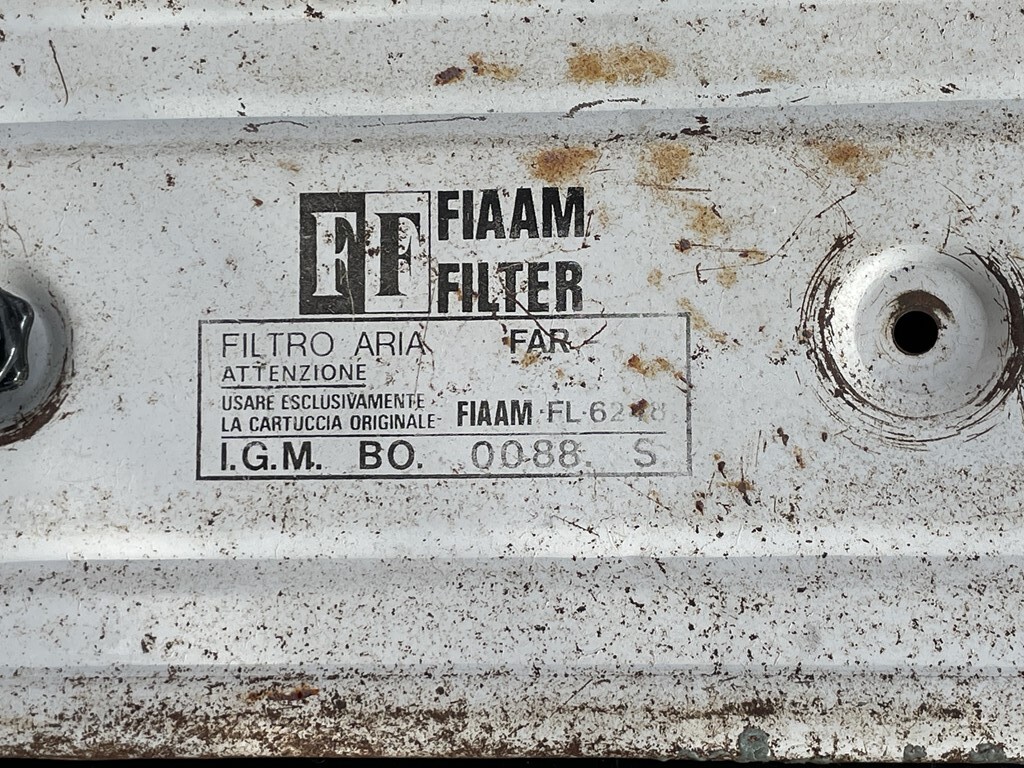 FF FIAAM
FILTER
FILTRO ARIA FAR
ATTENZIONE
USARE ESCLUSIVAMENTE
LA CARTUCCIA ORIGINALE- FIAAM·FL·
I.G.M. BO. 0088 S